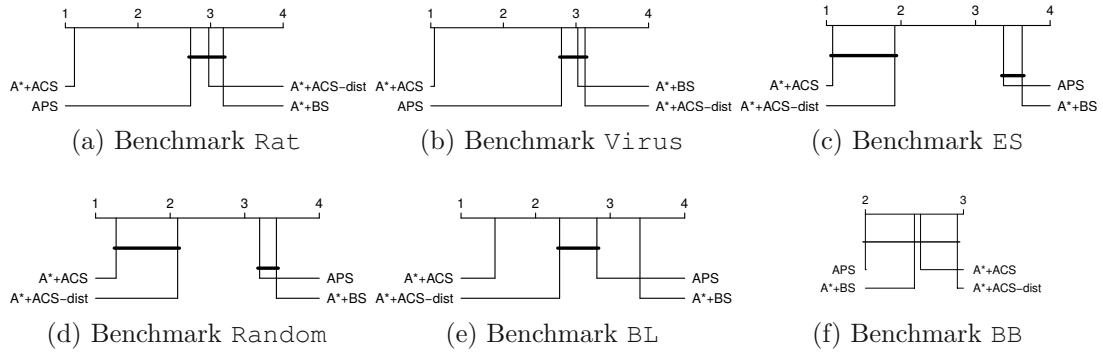 1 2 3 4
A*+ACS A*+ACS−dist
APS A*+BS
(a) Benchmark Rat
1 2 3 4
A*+ACS A*+BS
APS A*+ACS−dist
(b) Benchmark Virus
1 2 3 4
A*+ACS APS
A*+ACS−dist A*+BS
(c) Benchmark ES
1 2 3 4
A*+ACS APS
A*+ACS−dist A*+BS
(d) Benchmark Random
1 2 3 4
A*+ACS APS
A*+ACS−dist A*+BS
(e) Benchmark BL
2 3
APS A*+ACS
A*+BS A*+ACS−dist
(f) Benchmark BB